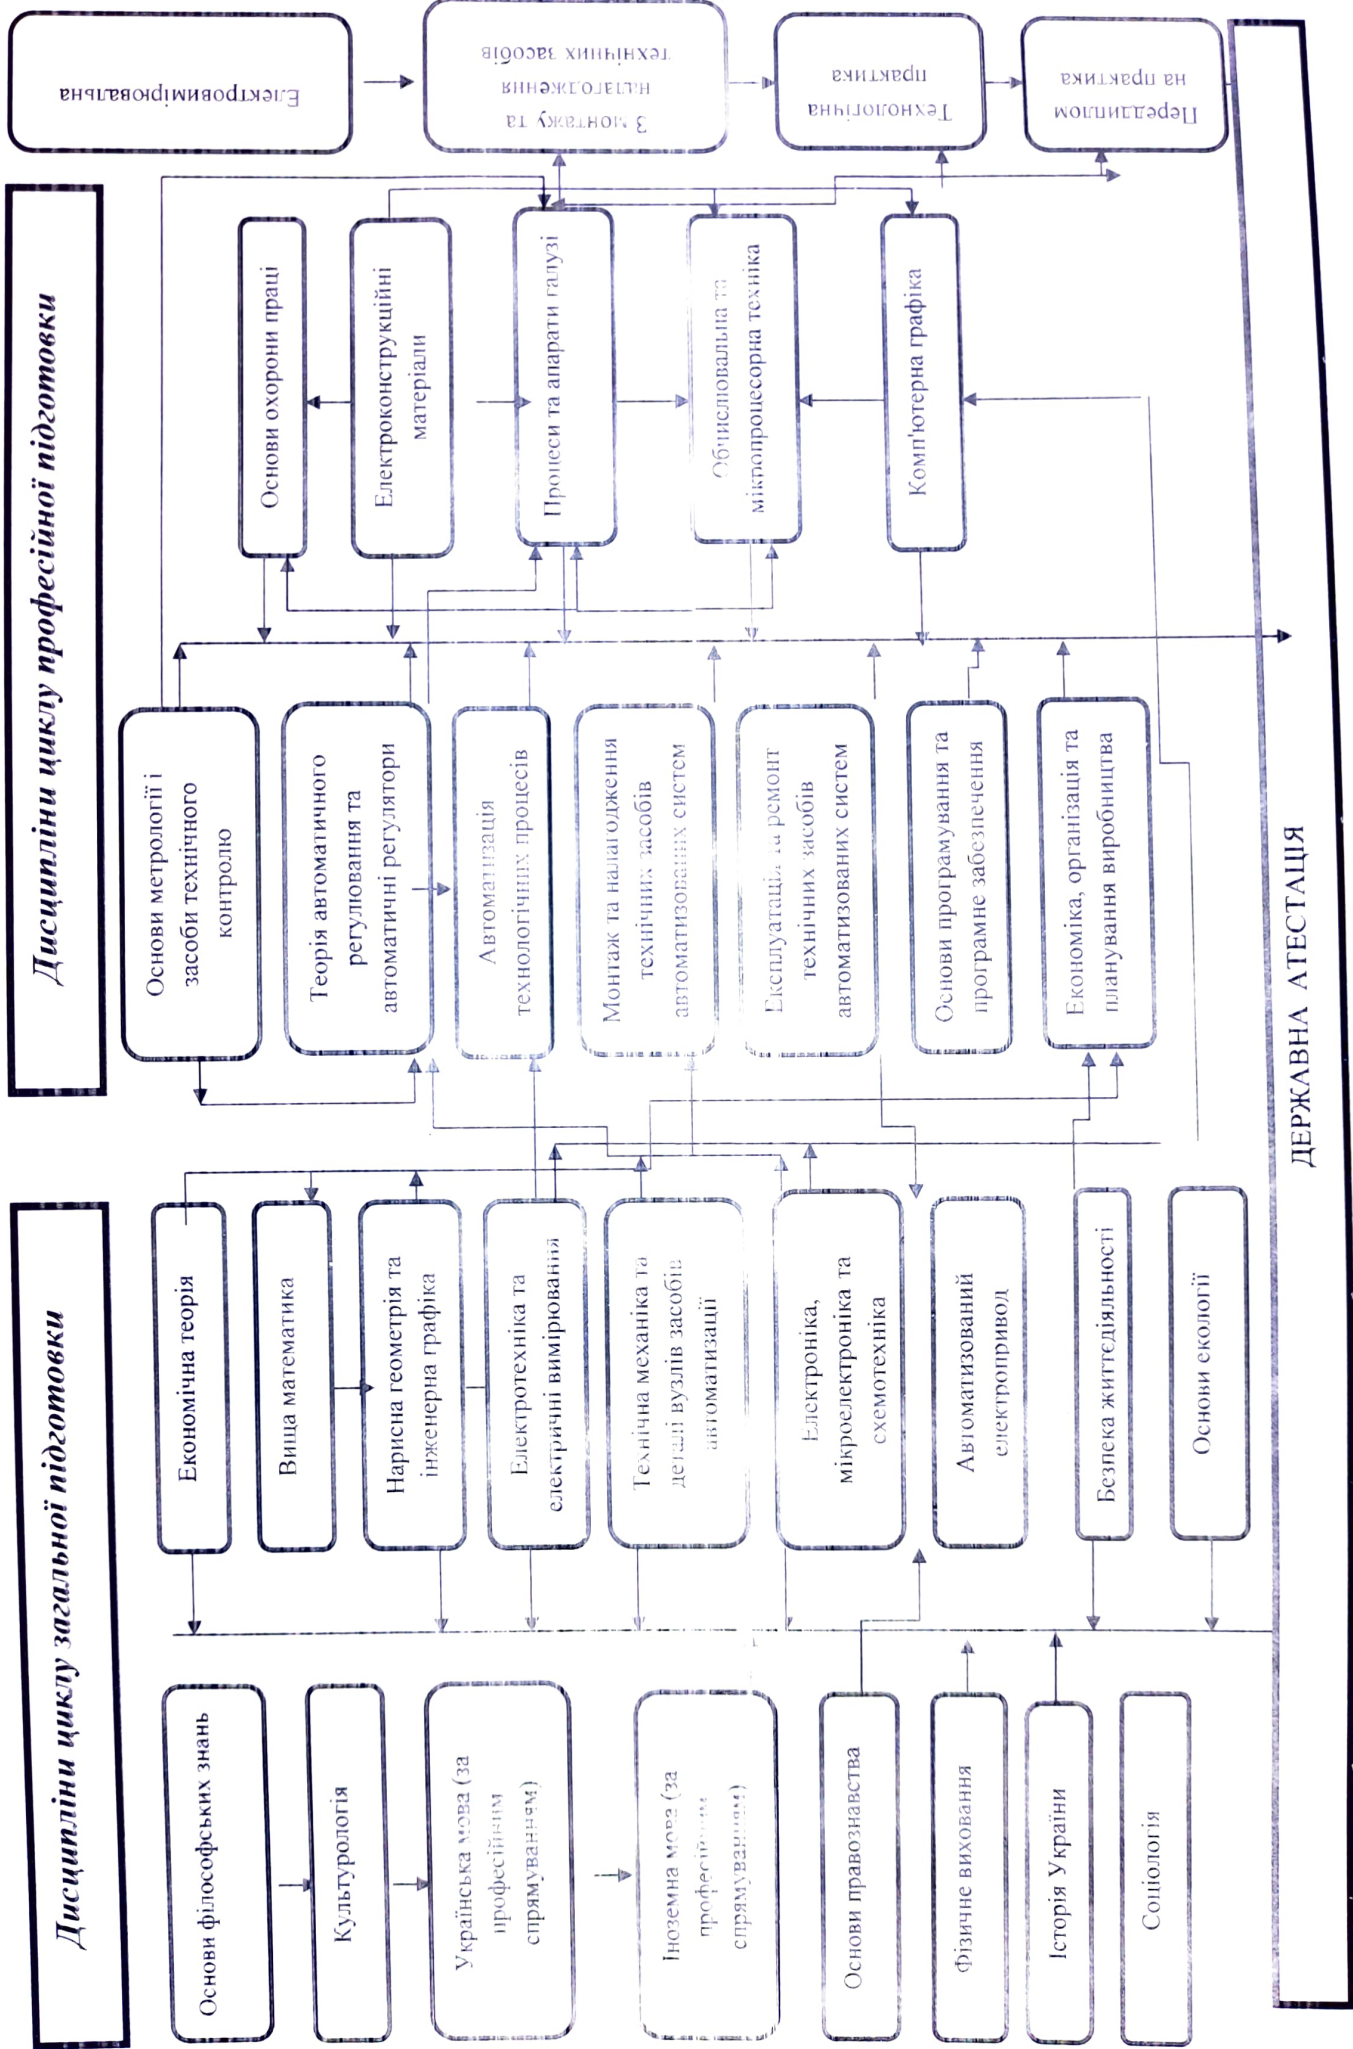 Дисципліни циклу загальної підготовки
Дисципліни циклу професійної підготовки
Основи філософських знань
Культурологія
Українська мова (за
професійним
спрямуванням)
Іноземна мова (за
професійним
спрямуванням)
Основи правознавства
Фізичне виховання
Історія України
Соціологія
Економічна теорія
Вища математика
Нарисна геометрія та
інженерна графіка
Електротехніка та
електричні вимірювання
Технічна механіка та
деталі вузлів засобів
автоматизації
Електроніка,
мікроелектроніка та
схемотехніка
Автоматизований
електропривод
Безпека життєдіяльності
Основи екології
Основи метрології і
засоби технічного
контролю
Теорія автоматичного
регулювання та
автоматичні регулятори
Автоматизація
технологічних процесів
Монтаж та налагодження
технічних засобів
автоматизованих систем
Експлуатація та ремонт
технічних засобів
автоматизованих систем
Основи програмування та
програмне забезпечення
Економіка, організація та
планування виробництва
Основи охорони праці
Електроконструкційні
матеріали
Процеси та апарати галузі
Обчислювальна та
мікропроцесорна техніка
Комп'ютерна графіка
Електровимірювальна
З монтажу та
налагодження
технічних засобів
Технологічна
практика
Переддиплом
на практика
ДЕРЖАВНА АТЕСТАЦІЯ